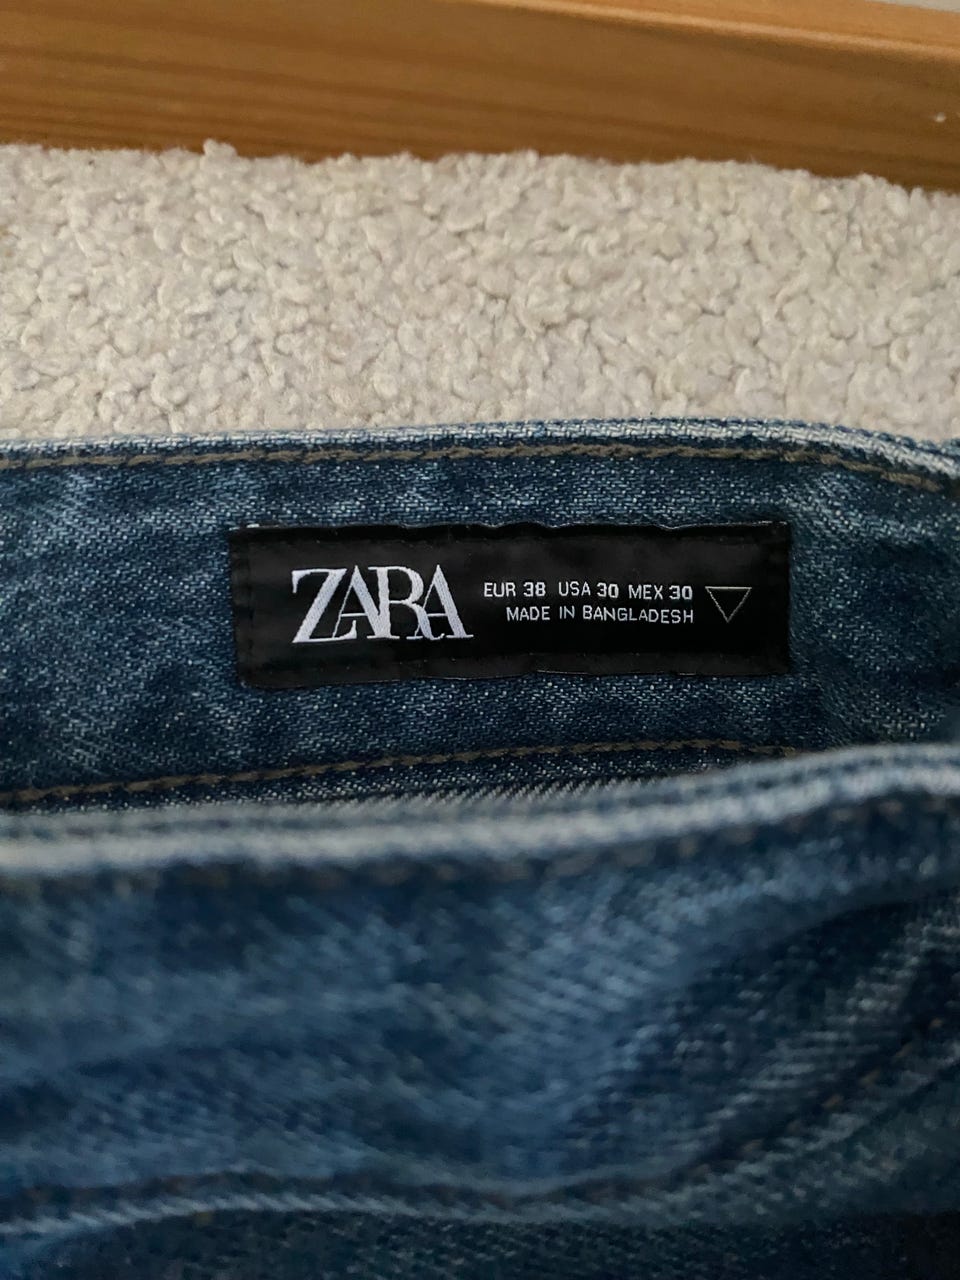 ZARA
EUR 38 USA 30 MEX 30
MADE IN BANGLADESH